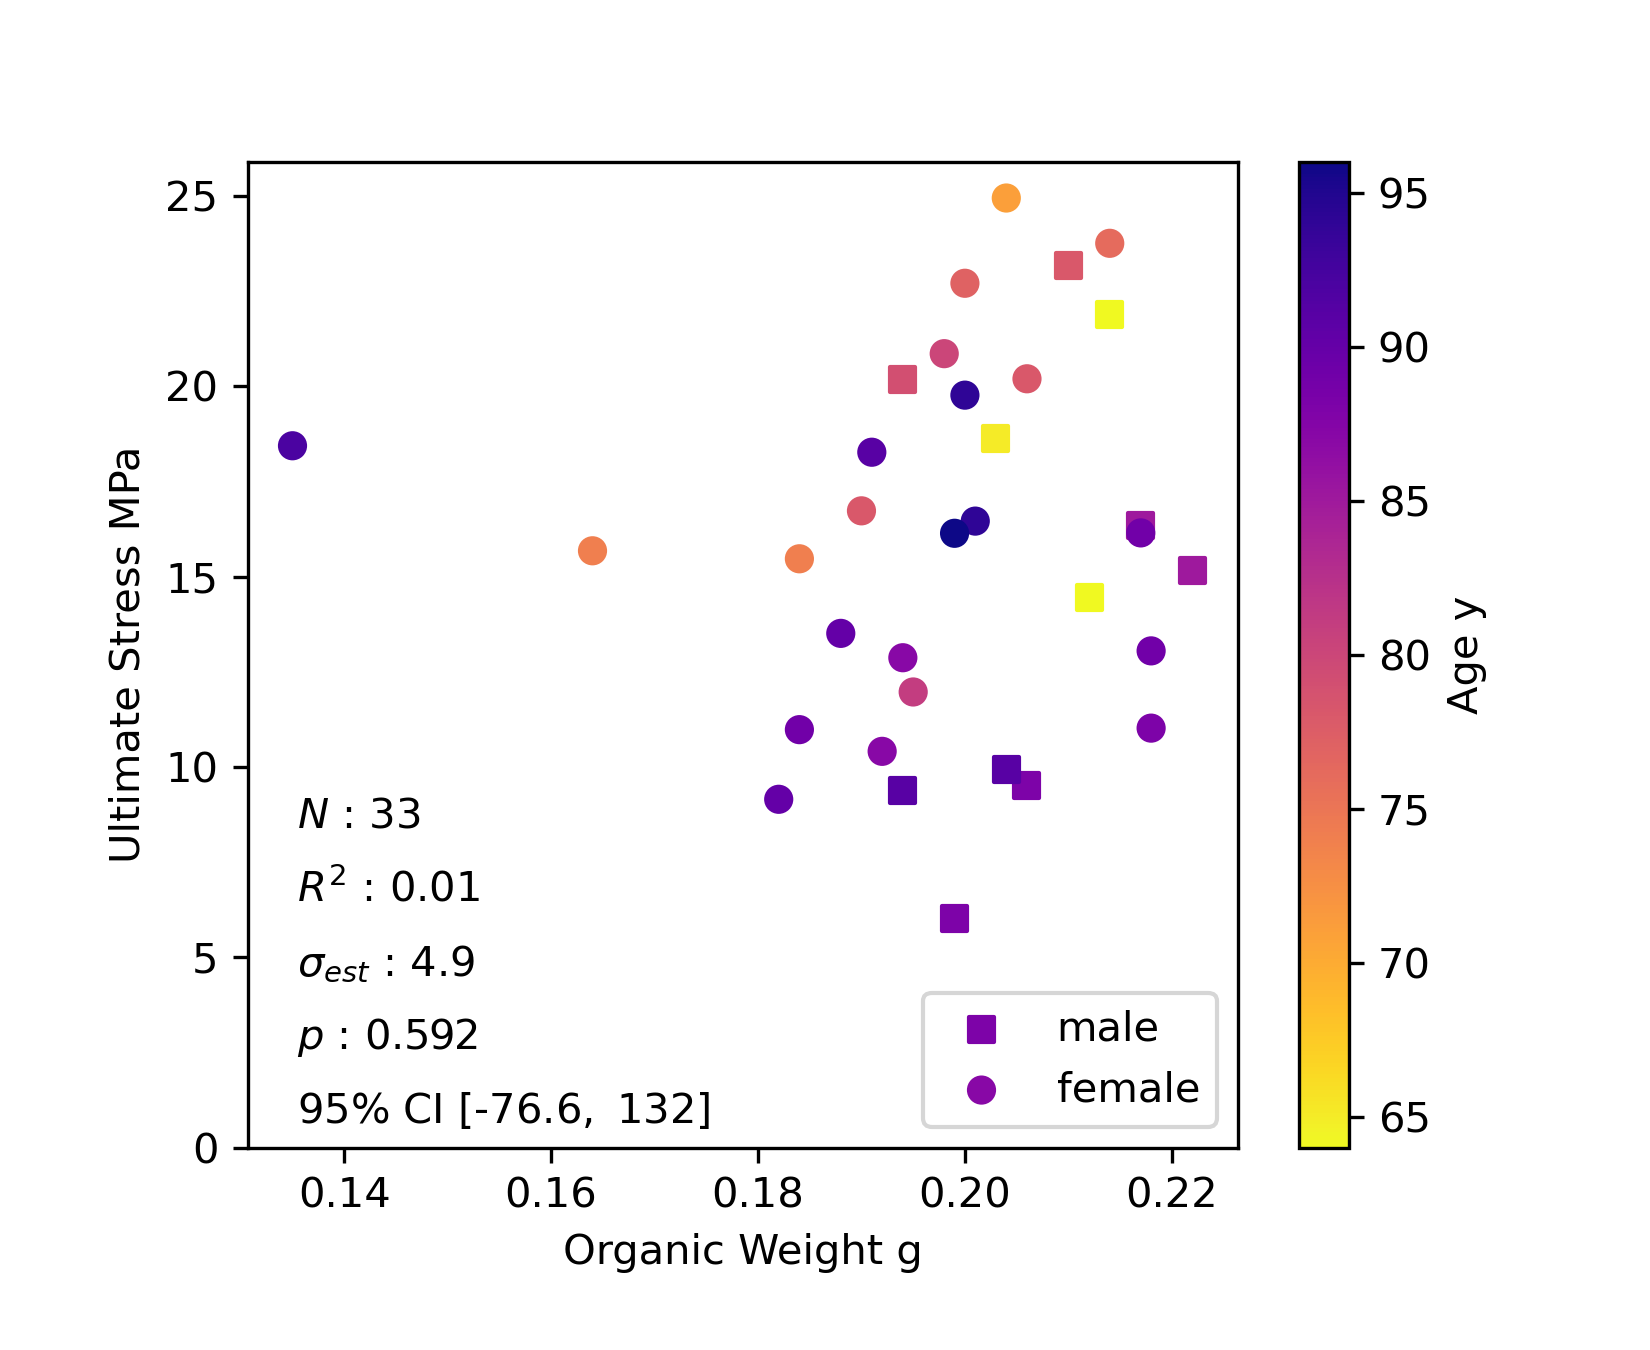 25
20
15
10
5
0
Ultimate Stress MPa
N : 33
R² : 0.01
σest : 4.9
p : 0.592
95% CI [-76.6, 132]
male
female
0.14 0.16 0.18 0.20 0.22
Organic Weight g
95
90
85
80
75
70
65
Age y